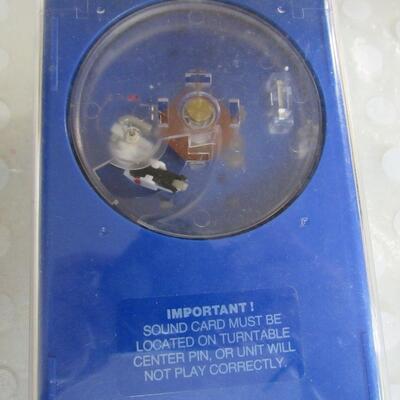 IMPORTANT !
SOUND CARD MUST BE
LOCATED ON TURNTABLE
CENTER PIN, OR UNIT WILL
NOT PLAY CORRECTLY.